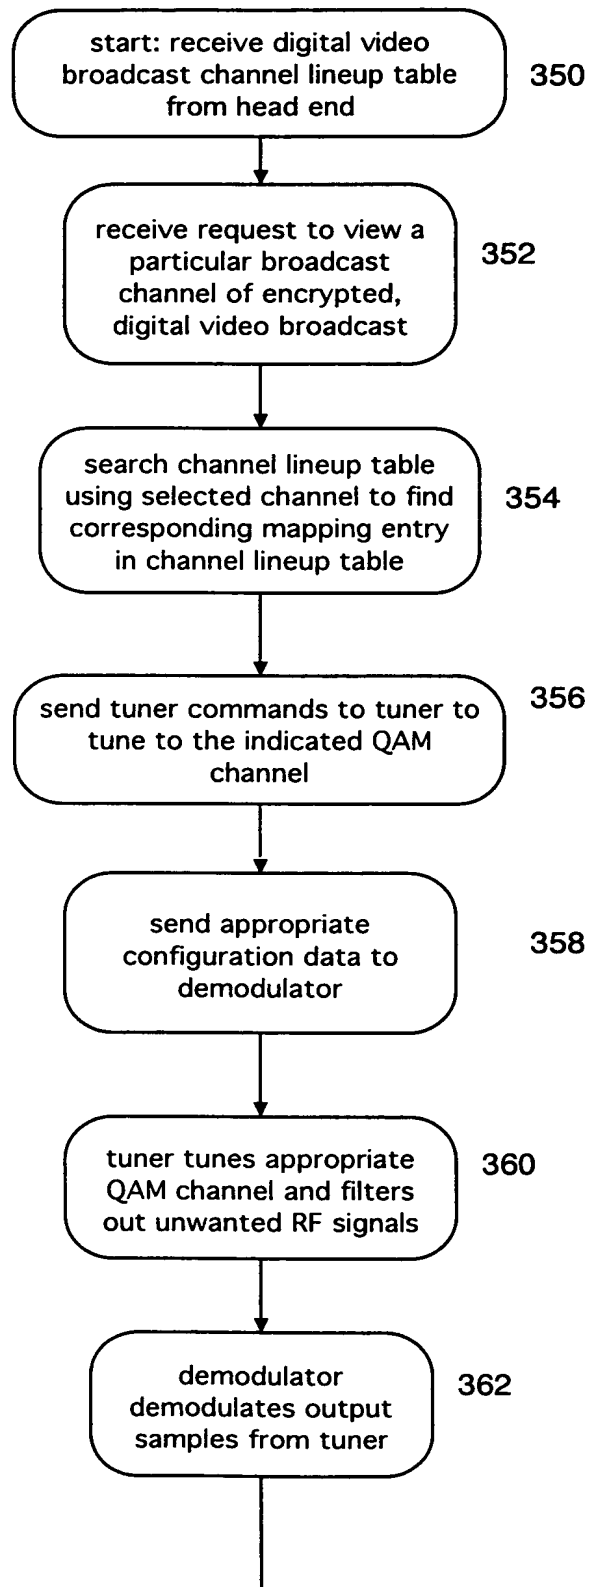 start: receive digital video
broadcast channel lineup table
from head end
350
receive request to view a
particular broadcast
channel of encrypted,
digital video broadcast
352
search channel lineup table
using selected channel to find
corresponding mapping entry
in channel lineup table
354
send tuner commands to tuner to
tune to the indicated QAM
channel
356
send appropriate
configuration data to
demodulator
358
tuner tunes appropriate
QAM channel and filters
out unwanted RF signals
360
demodulator
demodulates output
samples from tuner
362